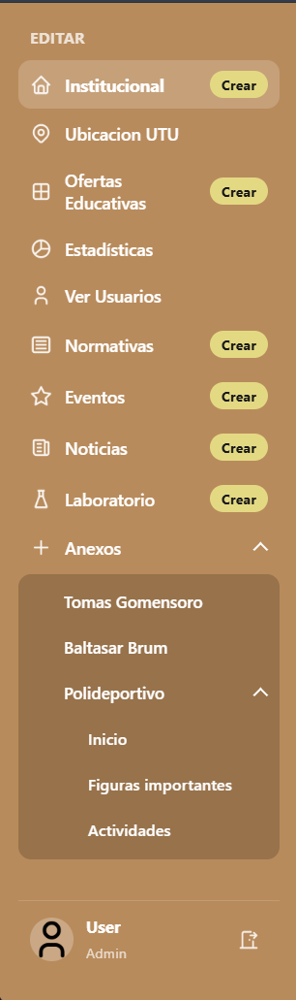 EDITAR
Institucional Crear
Ubicacion UTU
Ofertas
Educativas Crear
Estadísticas
Ver Usuarios
Normativas Crear
Eventos Crear
Noticias Crear
Laboratorio Crear
Anexos
Tomas Gomensoro
Baltasar Brum
Polideportivo
Inicio
Figuras importantes
Actividades
User
Admin